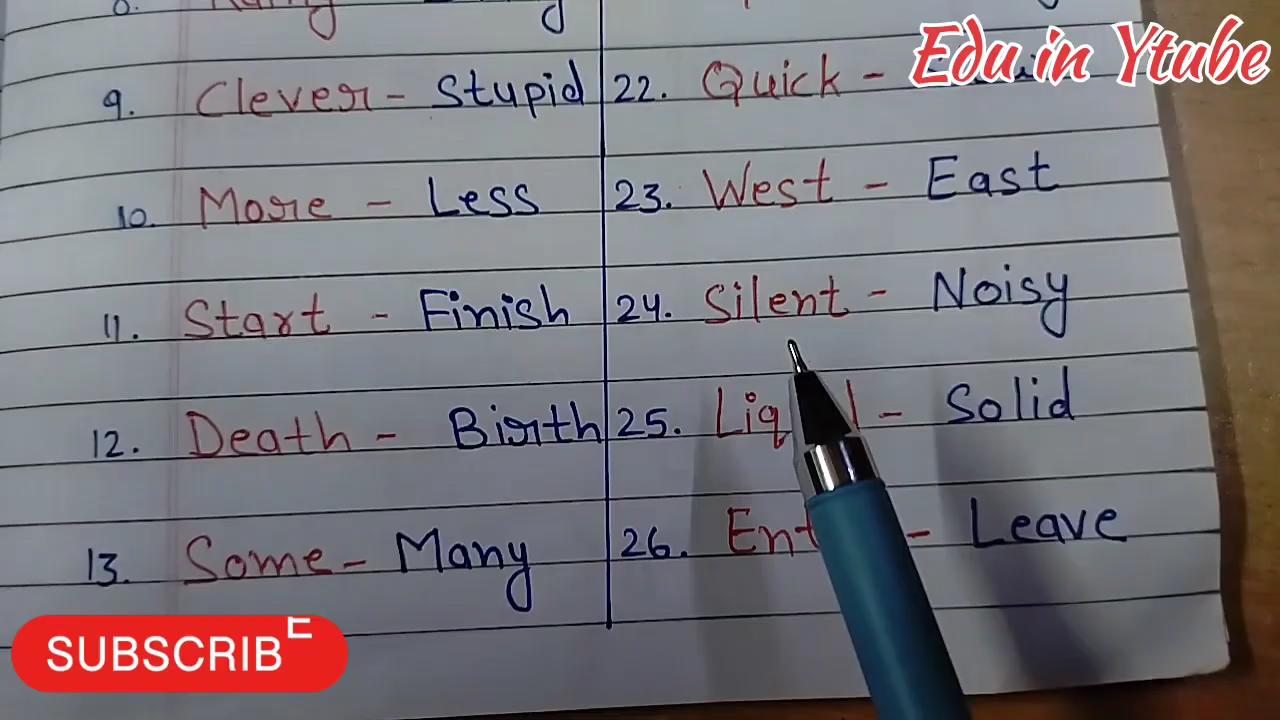 Edu in Ytube
9. Clever - Stupid
10. More - Less
11. Start - Finish
12. Death - Birth
13. Some - Many
22. Quick -
23. West - East
24. Silent - Noisy
25. - Solid
26. - Leave
SUBSCRIBE